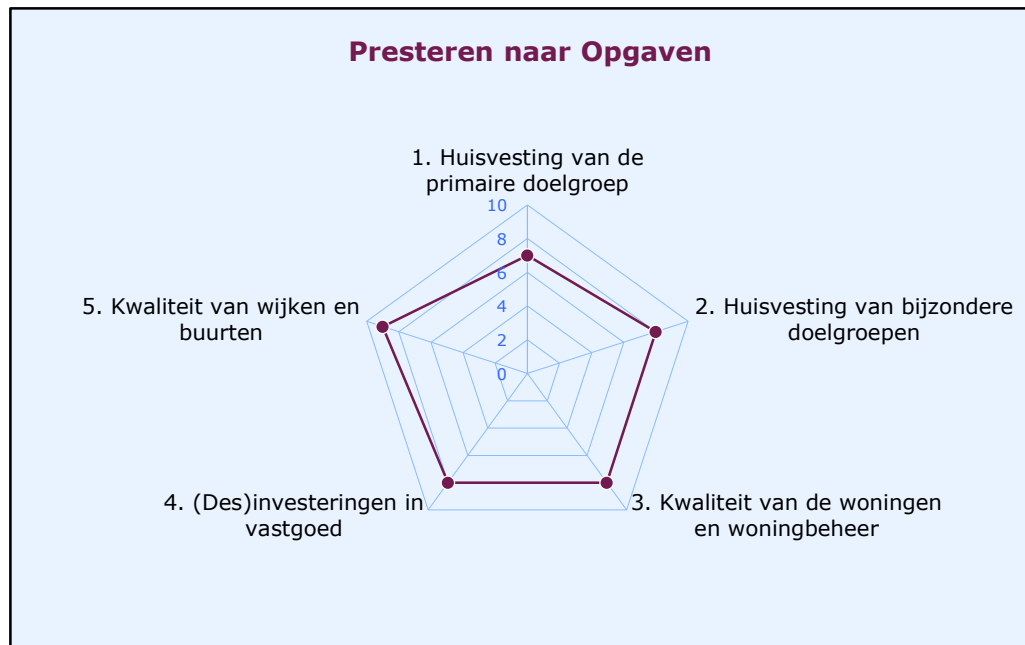 Presteren naar Opgaven
1. Huisvesting van de
primaire doelgroep
10
8
6
4
2
0
2. Huisvesting van bijzondere
doelgroepen
3. Kwaliteit van de woningen
en woningbeheer
4. (Des)investeringen in
vastgoed
5. Kwaliteit van wijken en
buurten